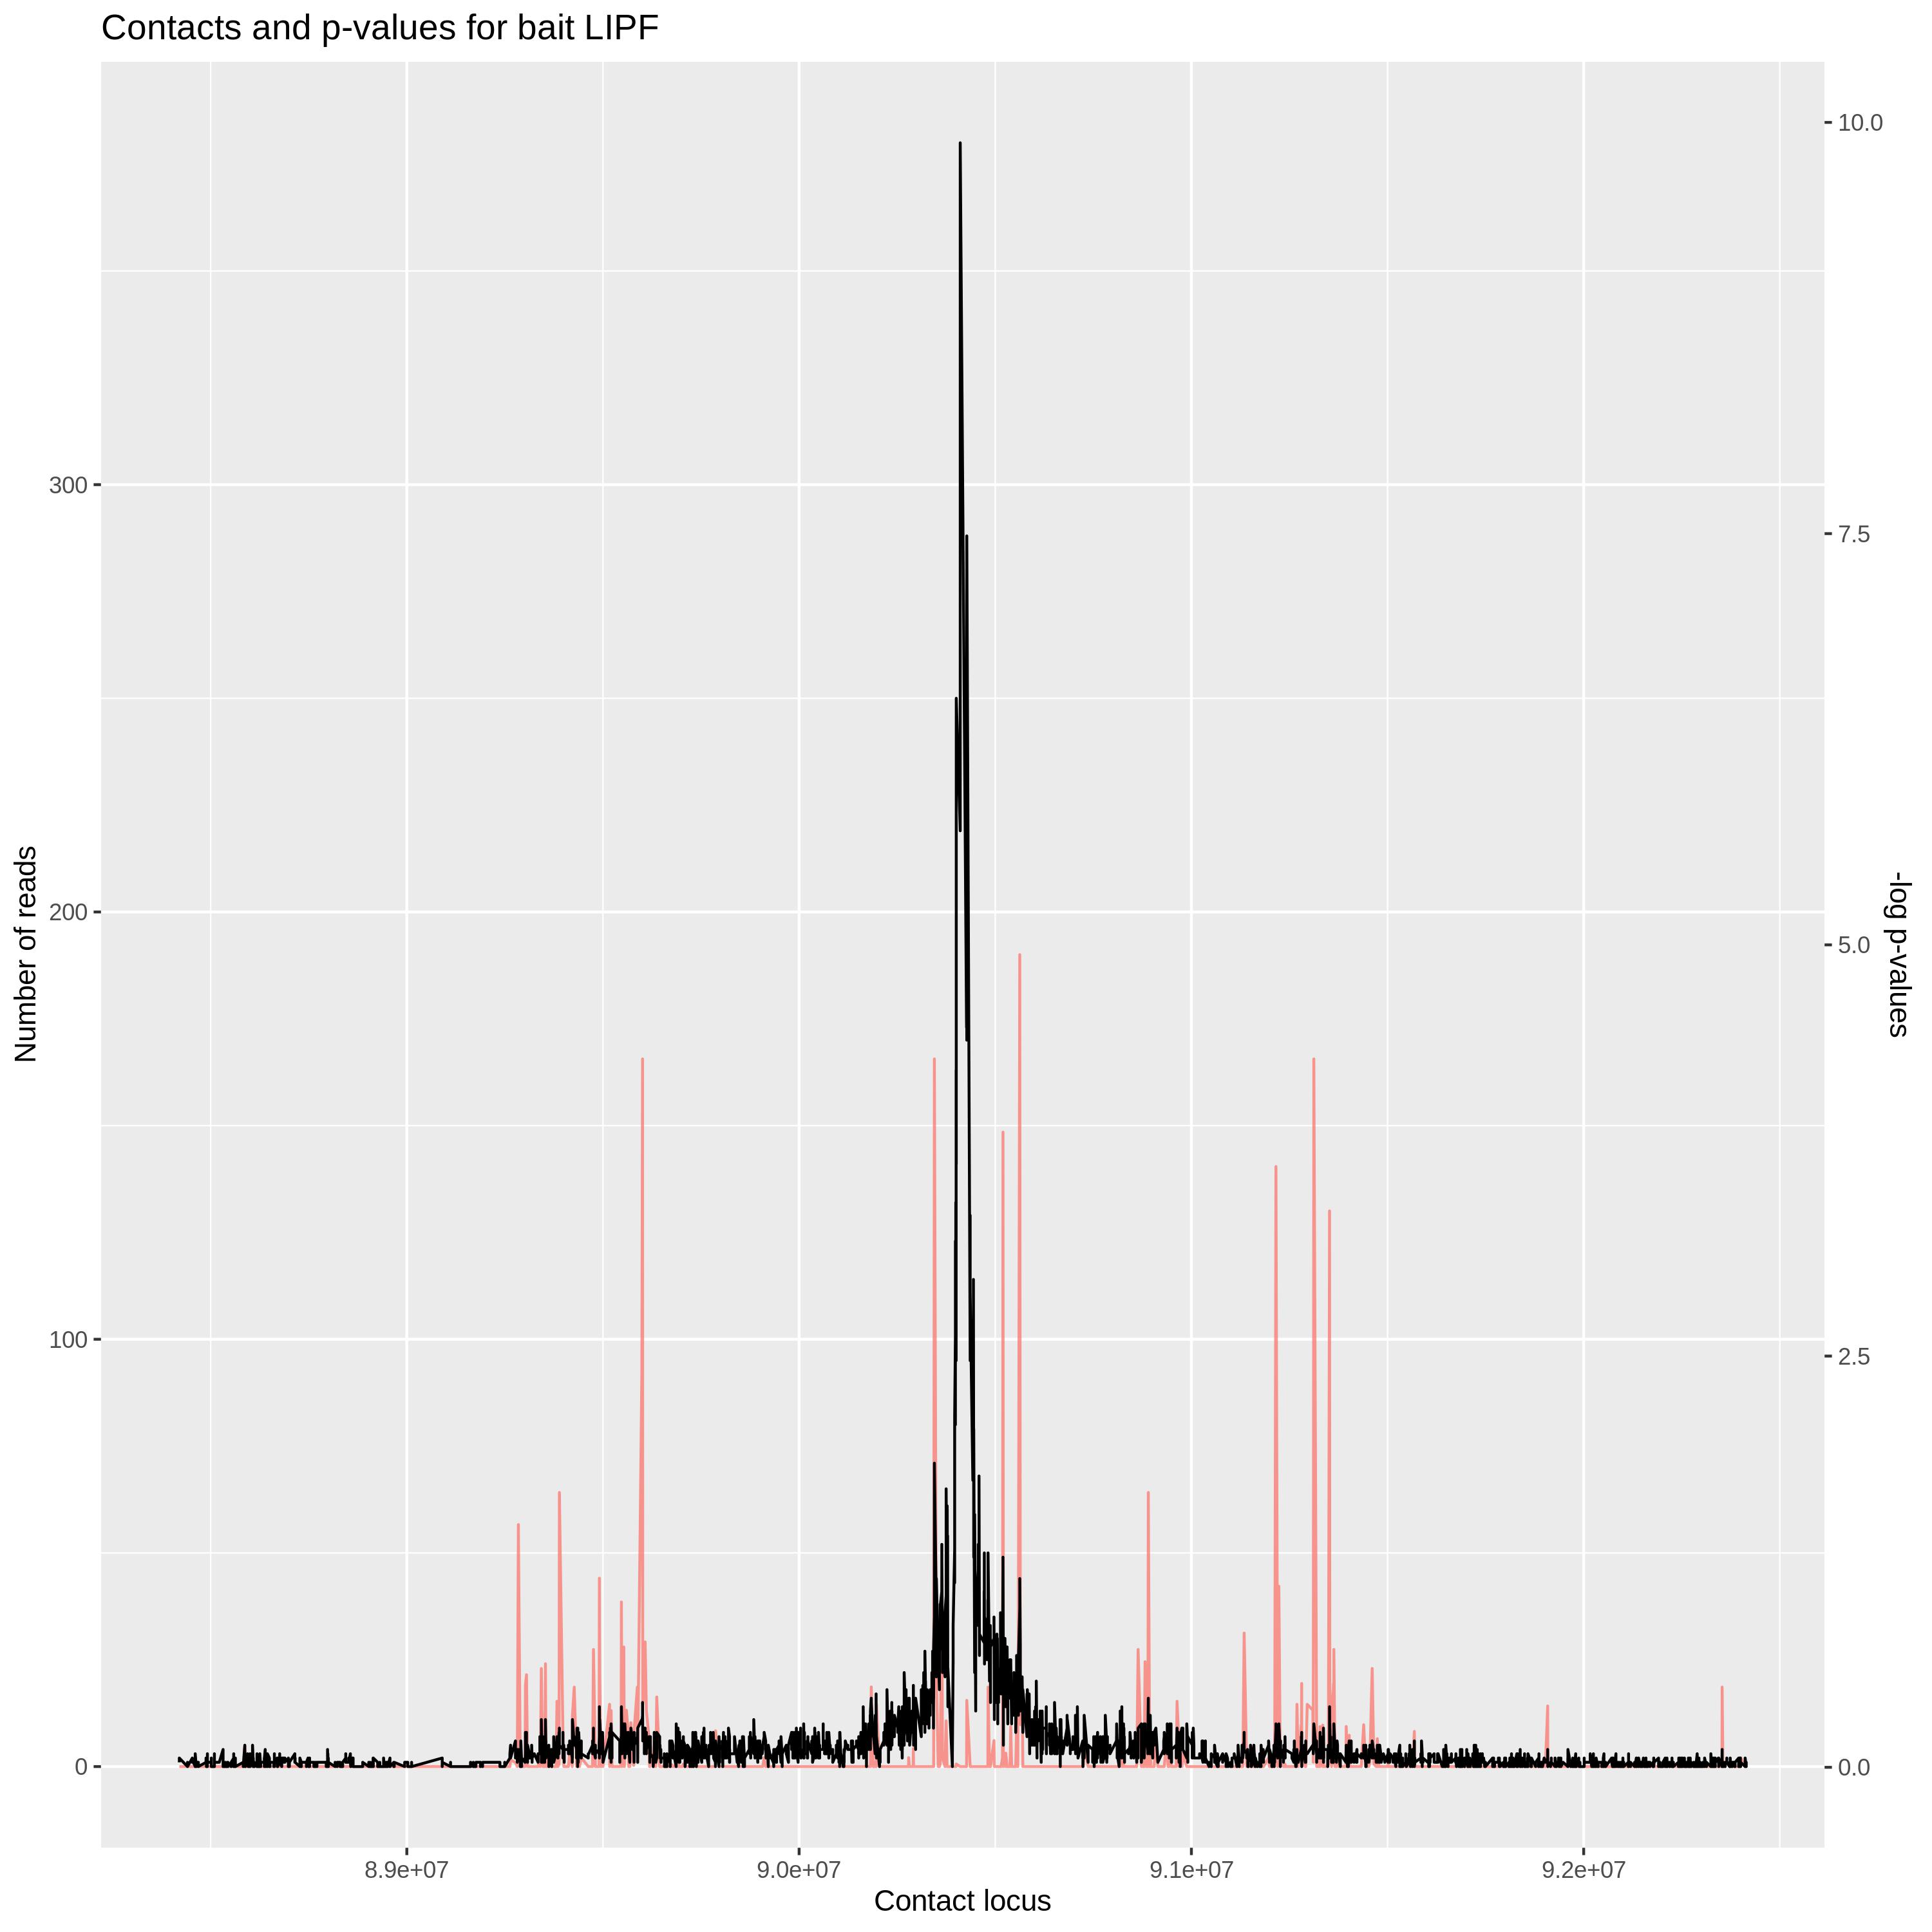 Contacts and p-values for bait LIPF
Number of reads
300
200
100
0
10.0
7.5
5.0
2.5
0.0
-log p-values
8.9e+07
9.0e+07
9.1e+07
9.2e+07
Contact locus